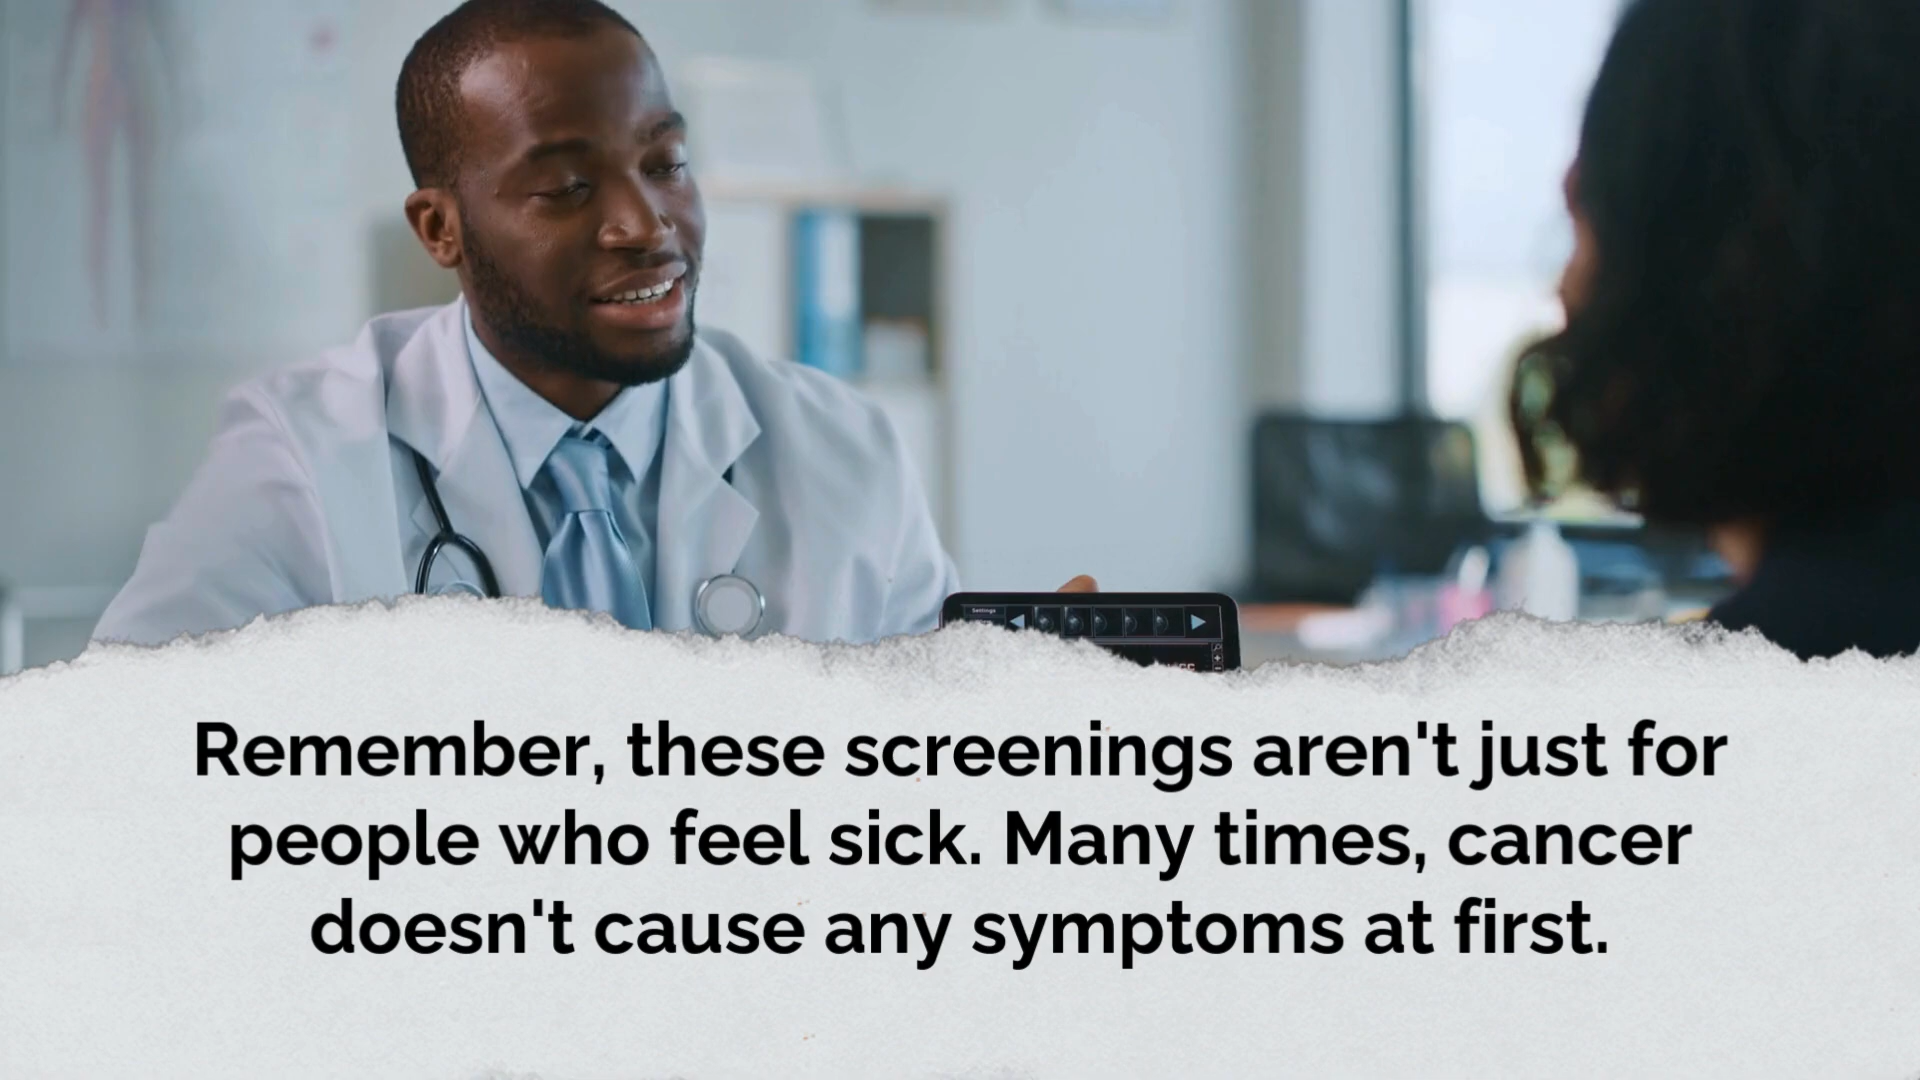 Settings
Remember, these screenings aren't just for
people who feel sick. Many times, cancer
doesn't cause any symptoms at first.